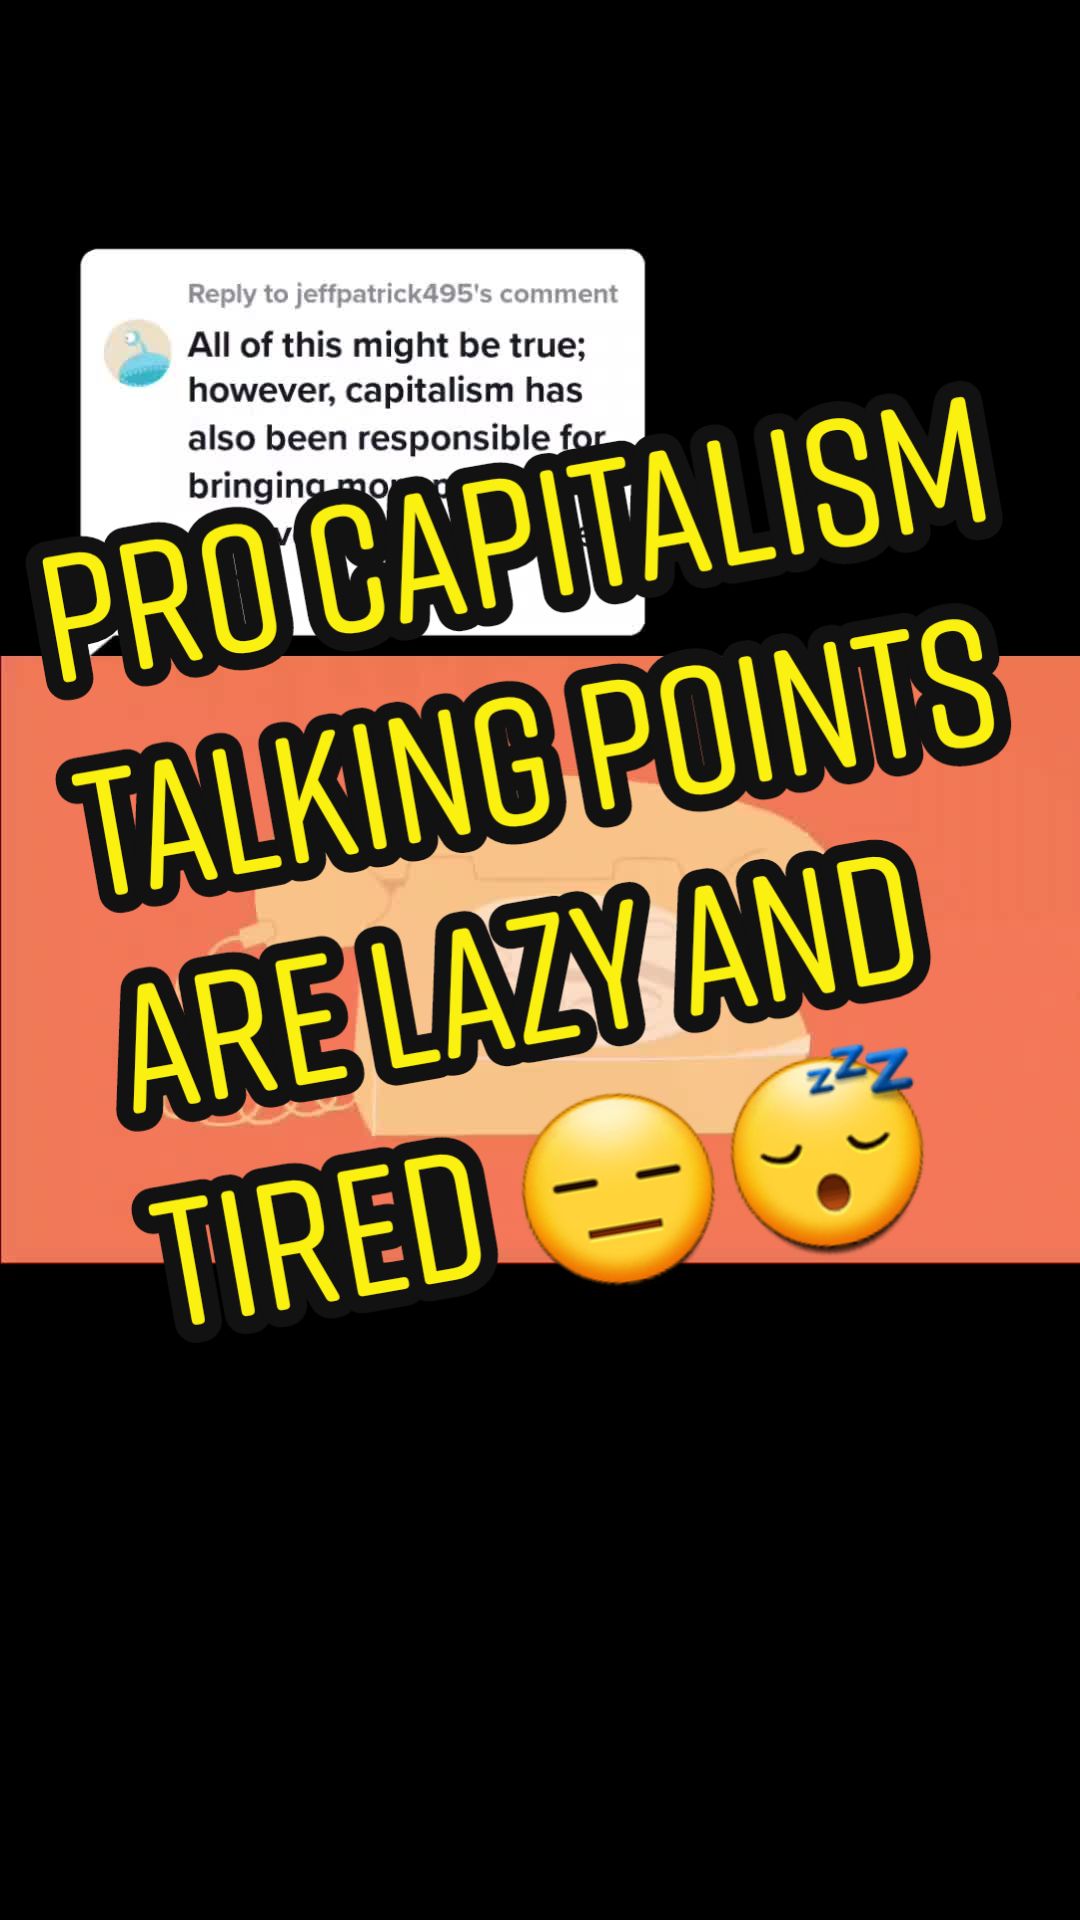 Reply to jeffpatrick495's comment
All of this might be true;
however, capitalism has
also been responsible for
bringing
PRO CAPITALISM
TALKING POINTS
ARE LAZY AND
TIRED 😑😴